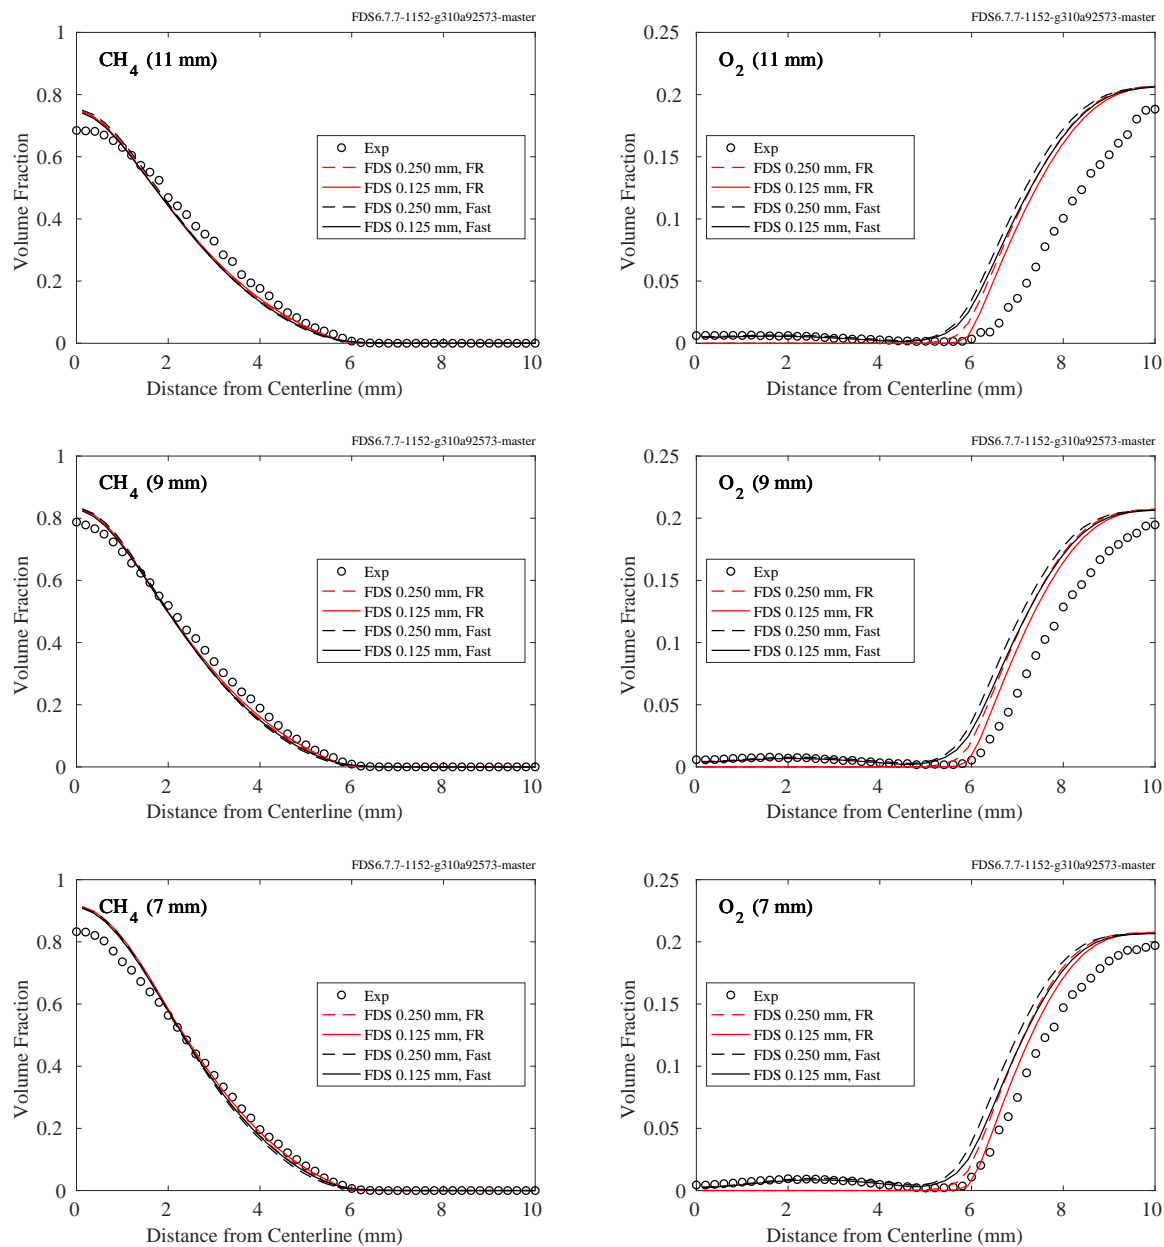 FDS6.7.7-1152-g310a92573-master
CH4 (11 mm)
Volume Fraction
1
0.8
0.6
0.4
0.2
0
Exp
FDS 0.250 mm, FR
FDS 0.125 mm, FR
FDS 0.250 mm, Fast
FDS 0.125 mm, Fast
0 2 4 6 8 10
Distance from Centerline (mm)
FDS6.7.7-1152-g310a92573-master
O2 (11 mm)
Volume Fraction
0.25
0.2
0.15
0.1
0.05
0
Exp
FDS 0.250 mm, FR
FDS 0.125 mm, FR
FDS 0.250 mm, Fast
FDS 0.125 mm, Fast
0 2 4 6 8 10
Distance from Centerline (mm)
FDS6.7.7-1152-g310a92573-master
CH4 (9 mm)
Volume Fraction
1
0.8
0.6
0.4
0.2
0
Exp
FDS 0.250 mm, FR
FDS 0.125 mm, FR
FDS 0.250 mm, Fast
FDS 0.125 mm, Fast
0 2 4 6 8 10
Distance from Centerline (mm)
FDS6.7.7-1152-g310a92573-master
O2 (9 mm)
Volume Fraction
0.25
0.2
0.15
0.1
0.05
0
Exp
FDS 0.250 mm, FR
FDS 0.125 mm, FR
FDS 0.250 mm, Fast
FDS 0.125 mm, Fast
0 2 4 6 8 10
Distance from Centerline (mm)
FDS6.7.7-1152-g310a92573-master
CH4 (7 mm)
Volume Fraction
1
0.8
0.6
0.4
0.2
0
Exp
FDS 0.250 mm, FR
FDS 0.125 mm, FR
FDS 0.250 mm, Fast
FDS 0.125 mm, Fast
0 2 4 6 8 10
Distance from Centerline (mm)
FDS6.7.7-1152-g310a92573-master
O2 (7 mm)
Volume Fraction
0.25
0.2
0.15
0.1
0.05
0
Exp
FDS 0.250 mm, FR
FDS 0.125 mm, FR
FDS 0.250 mm, Fast
FDS 0.125 mm, Fast
0 2 4 6 8 10
Distance from Centerline (mm)